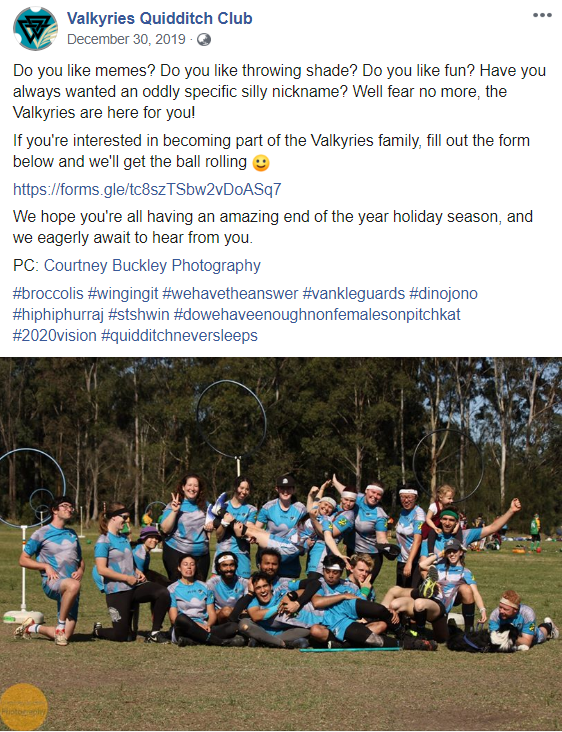 Valkyries Quidditch Club
December 30, 2019
Do you like memes? Do you like throwing shade? Do you like fun? Have you
always wanted an oddly specific silly nickname? Well fear no more, the
Valkyries are here for you!
If you're interested in becoming part of the Valkyries family, fill out the form
below and we'll get the ball rolling 🙂
https://forms.gle/tc8szTSbw2vDoASq7
We hope you're all having an amazing end of the year holiday season, and
we eagerly await to hear from you.
PC: Courtney Buckley Photography
#broccolis #wingingit #wehavetheanswer #vankleguards #dinojono
#hiphiphurraj #stshwin #dowehaveenoughnonfemalesonpitchkat
#2020vision #quidditchneversleeps
Photography